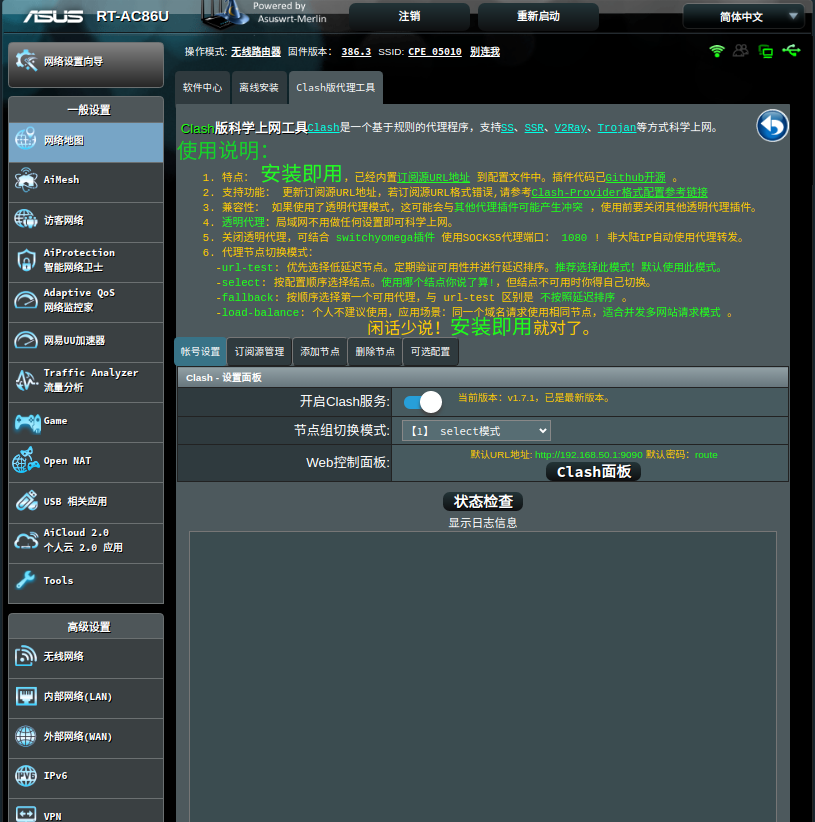 ASUS RT-AC86U
Powered by
Asuswrt-Merlin
注销
重新启动
简体中文
网络设置向导
一般设置
网络地图
AiMesh
访客网络
AiProtection
智能网络卫士
Adaptive QoS
网络监控家
网易UU加速器
Traffic Analyzer
流量分析
Game
Open NAT
USB 相关应用
AiCloud 2.0
个人云 2.0 应用
Tools
高级设置
无线网络
内部网络(LAN)
外部网络(WAN)
IPv6
VPN
操作模式: 无线路由器 固件版本: 386.3 SSID: CPE_05010 别连我
软件中心
离线安装
Clash版代理工具
Clash版科学上网工具Clash是一个基于规则的代理程序，支持SS、SSR、V2Ray、Trojan等方式科学上网。
使用说明：
1. 特点： 安装即用，已经内置订阅源URL地址 到配置文件中。插件代码已Github开源 。
2. 支持功能： 更新订阅源URL地址，若订阅源URL格式错误,请参考Clash-Provider格式配置参考链接
3. 兼容性： 如果使用了透明代理模式，这可能会与其他代理插件可能产生冲突 ，使用前要关闭其他透明代理插件。
4. 透明代理：局域网不用做任何设置即可科学上网。
5. 关闭透明代理，可结合 switchyomega插件 使用SOCKS5代理端口： 1080 ! 非大陆IP自动使用代理转发。
6. 代理节点切换模式：
-url-test: 优先选择低延迟节点。定期验证可用性并进行延迟排序。推荐选择此模式！默认使用此模式。
-select: 按配置顺序选择结点。使用哪个结点你说了算!，但结点不可用时你得自己切换。
-fallback: 按顺序选择第一个可用代理，与 url-test 区别是 不按照延迟排序 。
-load-balance: 个人不建议使用，应用场景：同一个域名请求使用相同节点，适合并发多网站请求模式 。
闲话少说！安装即用就对了。
帐号设置
订阅源管理
添加节点
删除节点
可选配置
Clash - 设置面板
开启Clash服务:
当前版本：v1.7.1，已是最新版本。
节点组切换模式:
【1】 select模式
Web控制面板:
默认URL地址: http://192.168.50.1:9090 默认密码：route
Clash面板
状态检查
显示日志信息